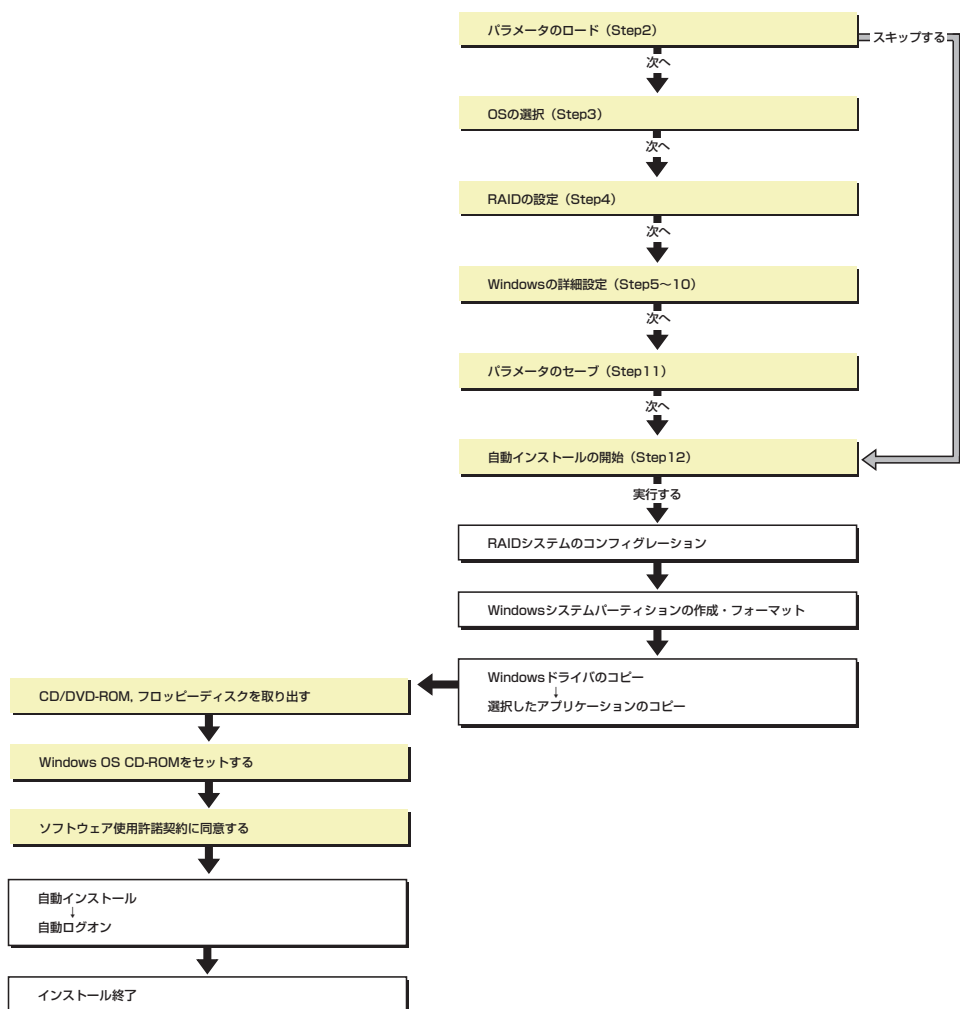 パラメータのロード（Step2）
スキップする
次へ
OSの選択（Step3）
次へ
RAIDの設定（Step4）
次へ
Windowsの詳細設定（Step5～10）
次へ
パラメータのセーブ（Step11）
次へ
自動インストールの開始（Step12）
実行する
RAIDシステムのコンフィグレーション
Windowsシステムパーティションの作成・フォーマット
Windowsドライバのコピー
↓
選択したアプリケーションのコピー
CD/DVD-ROM, フロッピーディスクを取り出す
Windows OS CD-ROMをセットする
ソフトウェア使用許諾契約に同意する
自動インストール
↓
自動ログオン
インストール終了